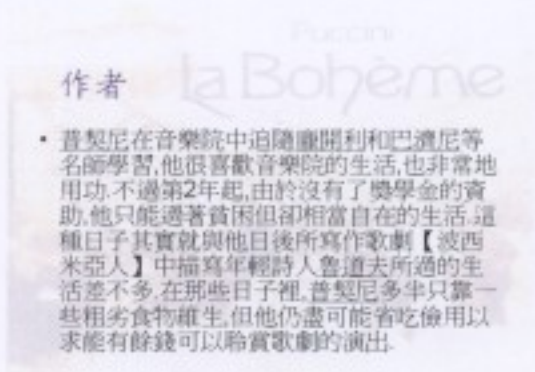 Puccini
la Bohème
作者
• 普契尼在音樂院中追隨龐開利和巴濟尼等
名師學習,他很喜歡音樂院的生活,也非常地
用功.不過第2年起,由於沒有了獎學金的資
助,他只能過著貧困但卻相當自在的生活.這
種日子其實就與他日後所寫作歌劇【波西
米亞人】中描寫年輕詩人魯道夫所過的生
活差不多.在那些日子裡,普契尼多半只靠一
些粗劣食物維生,但他仍盡可能省吃儉用以
求能有餘錢可以聆賞歌劇的演出.